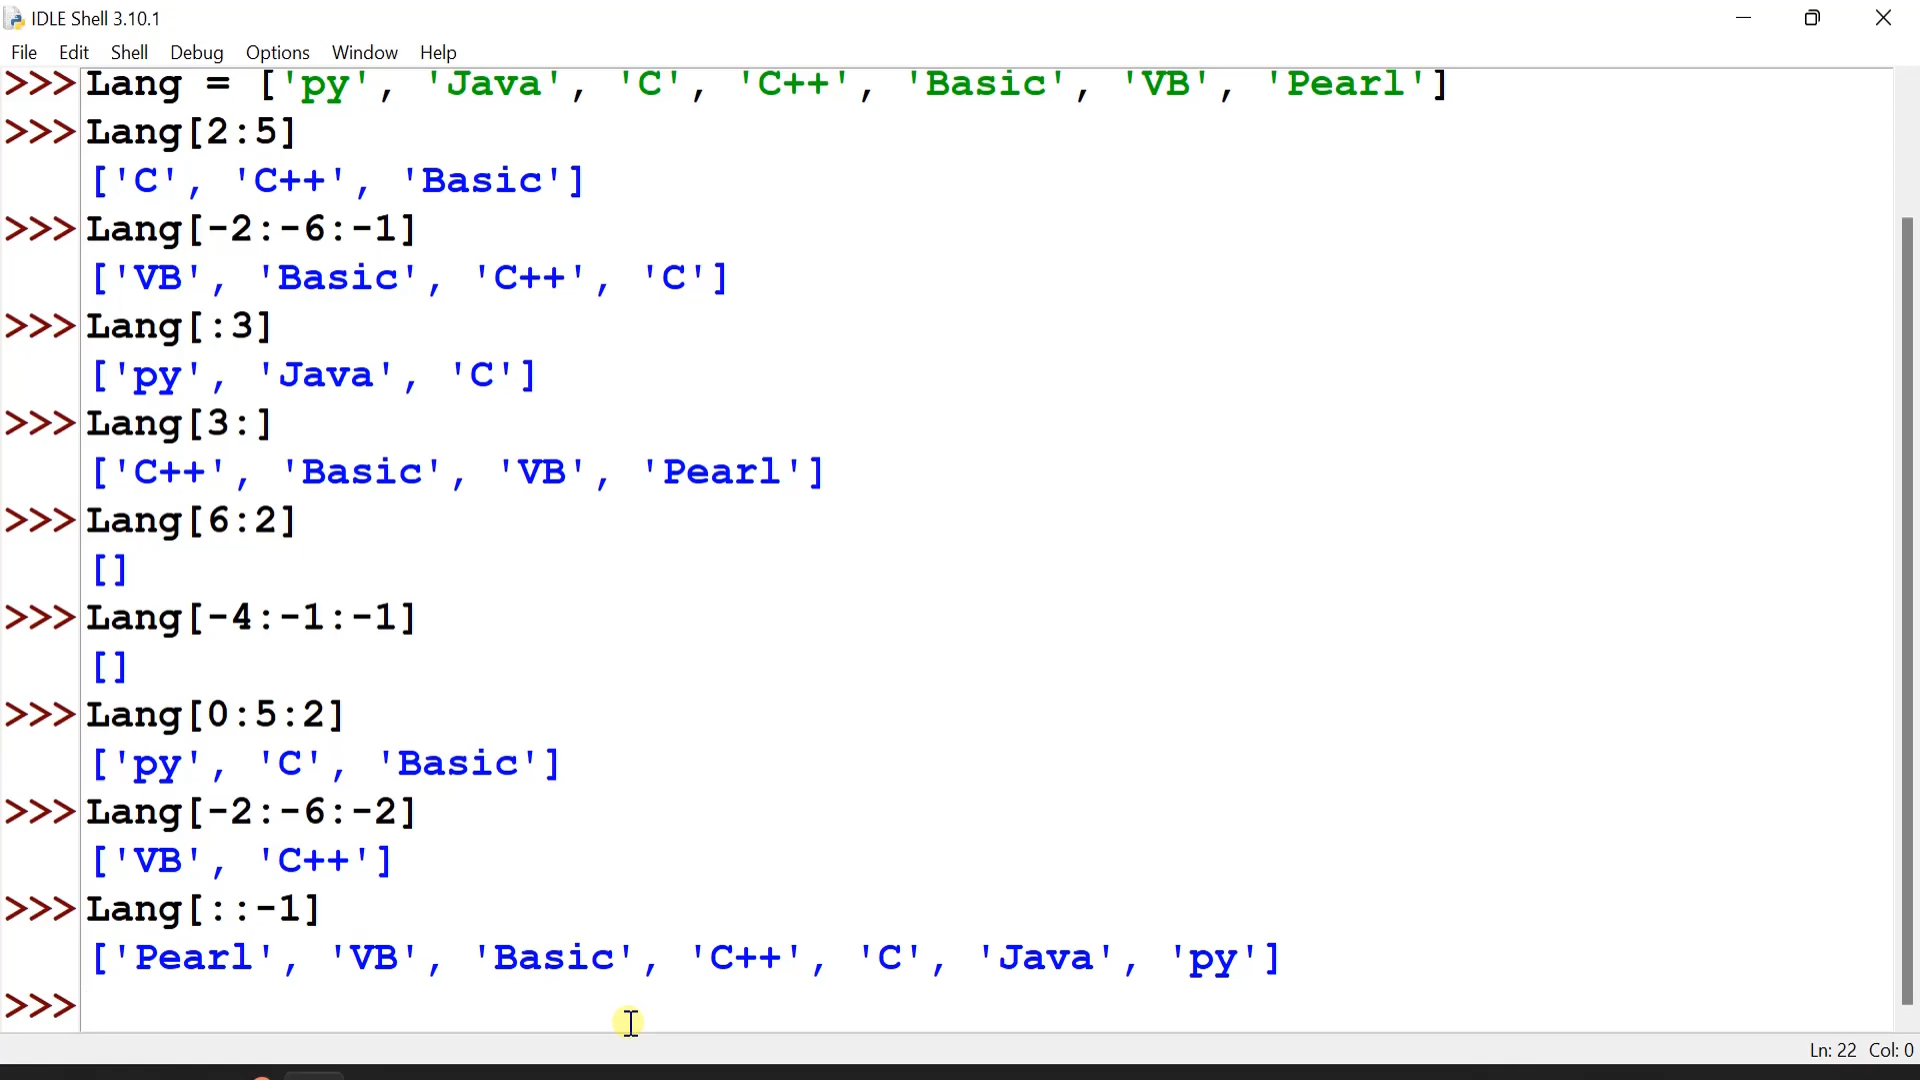 IDLE Shell 3.10.1
File Edit Shell Debug Options Window Help
>>> Lang = ['py', 'Java', 'C', 'C++', 'Basic', 'VB', 'Pearl']
>>> Lang[2:5]
['C', 'C++', 'Basic']
>>> Lang[-2:-6:-1]
['VB', 'Basic', 'C++', 'C']
>>> Lang[:3]
['py', 'Java', 'C']
>>> Lang[3:]
['C++', 'Basic', 'VB', 'Pearl']
>>> Lang[6:2]
[]
>>> Lang[-4:-1:-1]
[]
>>> Lang[0:5:2]
['py', 'C', 'Basic']
>>> Lang[-2:-6:-2]
['VB', 'C++']
>>> Lang[::-1]
['Pearl', 'VB', 'Basic', 'C++', 'C', 'Java', 'py']
>>>
Ln: 22 Col: 0